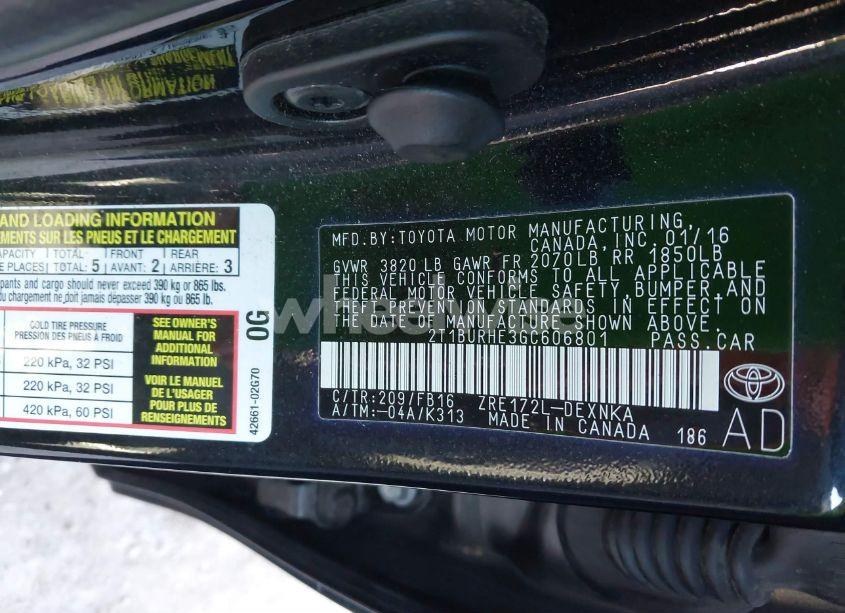 AND LOADING INFORMATION
EMENTS SUR LES PNEUS ET LE CHARGEMENT
TOTAL FRONT REAR
E PLACES TOTAL: 5 AVANT: 2 ARRIERE: 3
pants and cargo should never exceed 390 kg or 865 lbs.
du chargement ne doit jamais dépasser 390 kg ou 865 lb.
COLD TIRE PRESSURE
PRESSION DES PNEUS À FROID
220 kPa, 32 PSI
220 kPa, 32 PSI
420 kPa, 60 PSI
SEE OWNER'S
MANUAL FOR
ADDITIONAL
INFORMATION
VOIR LE MANUEL
DE L'USAGER
POUR PLUS DE
RENSEIGNEMENTS
0G
42661-02G70
MFD.BY:TOYOTA MOTOR MANUFACTURING,
CANADA, INC. 01/16
GVWR 3820 LB GAWR FR 2070LB RR 1850LB
THIS VEHICLE CONFORMS TO ALL APPLICABLE
FEDERAL MOTOR VEHICLE SAFETY, BUMPER, AND
THEFT PREVENTION STANDARDS IN EFFECT ON
THE DATE OF MANUFACTURE SHOWN ABOVE.
2T1BURHE3GC606801 PASS.CAR
C/TR:209/FB16 ZRE172L-DEXNKA
A/TM:-04A/K313 MADE IN CANADA 186
AD